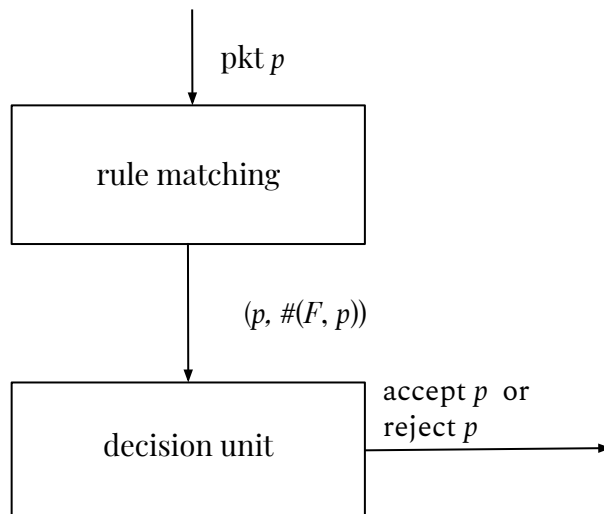 pkt p
rule matching
(p, #(F, p))
accept p or
reject p
decision unit